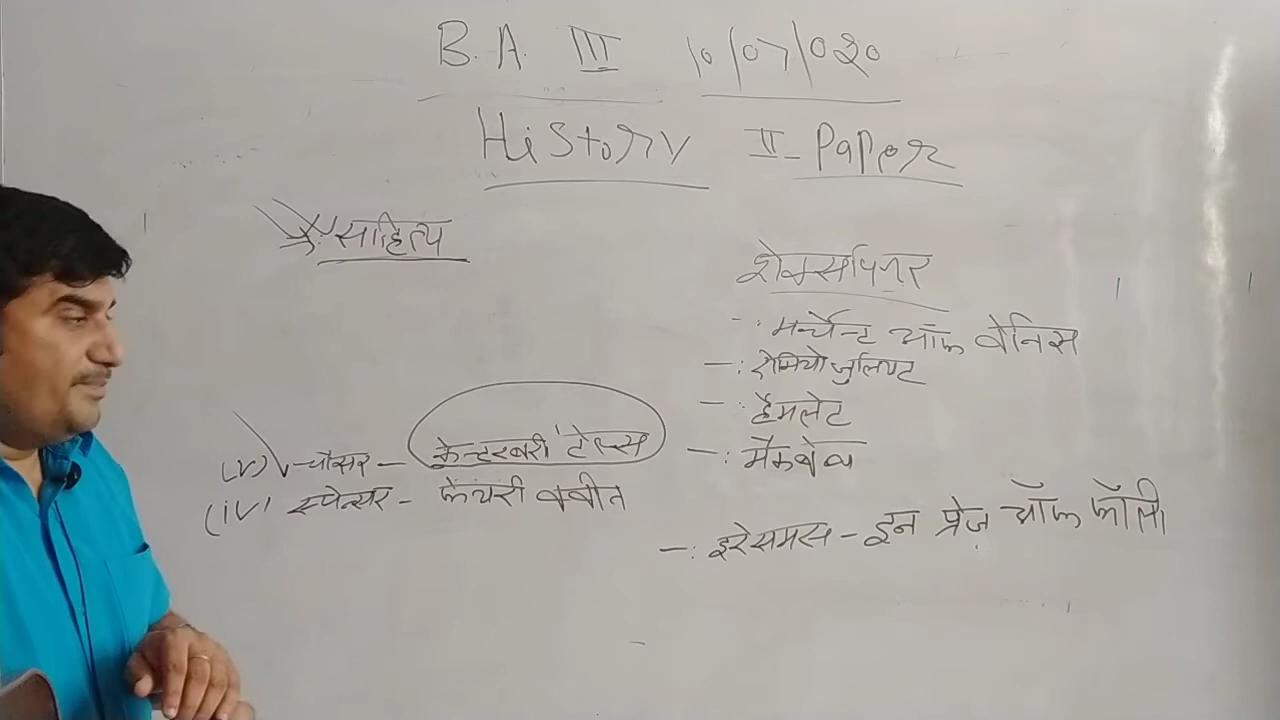 B.A. III 10/07/020
History II - Paper
साहित्य
शेक्सपियर
-: मर्चेन्ट ऑफ वेनिस
-: रोमियो जुलियट
-: हैमलेट
-: मैकबेथ
(v) चौसर - केन्टरबरी टेल्स
(iv) स्पेन्सर - फेयरी क्वीन
-: इरेसमस - इन प्रेज़ ऑफ फॉली